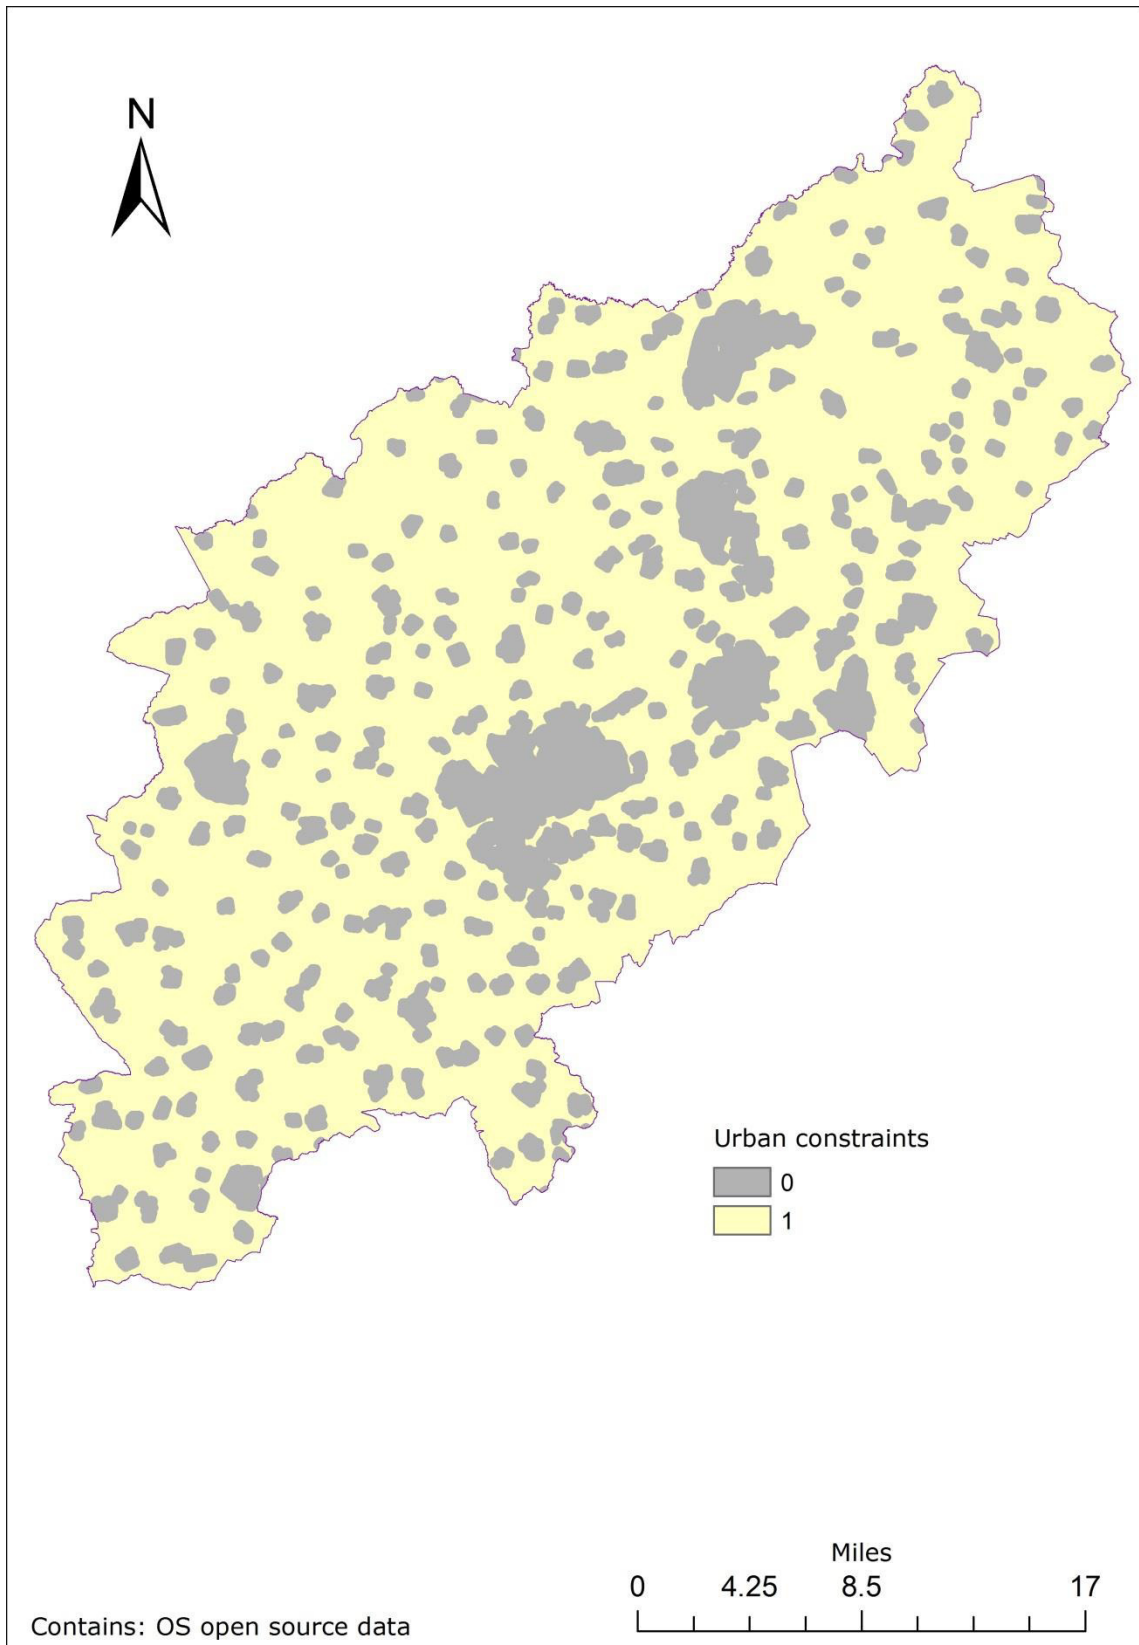 N
Urban constraints
0
1
Miles
0 4.25 8.5 17
Contains: OS open source data